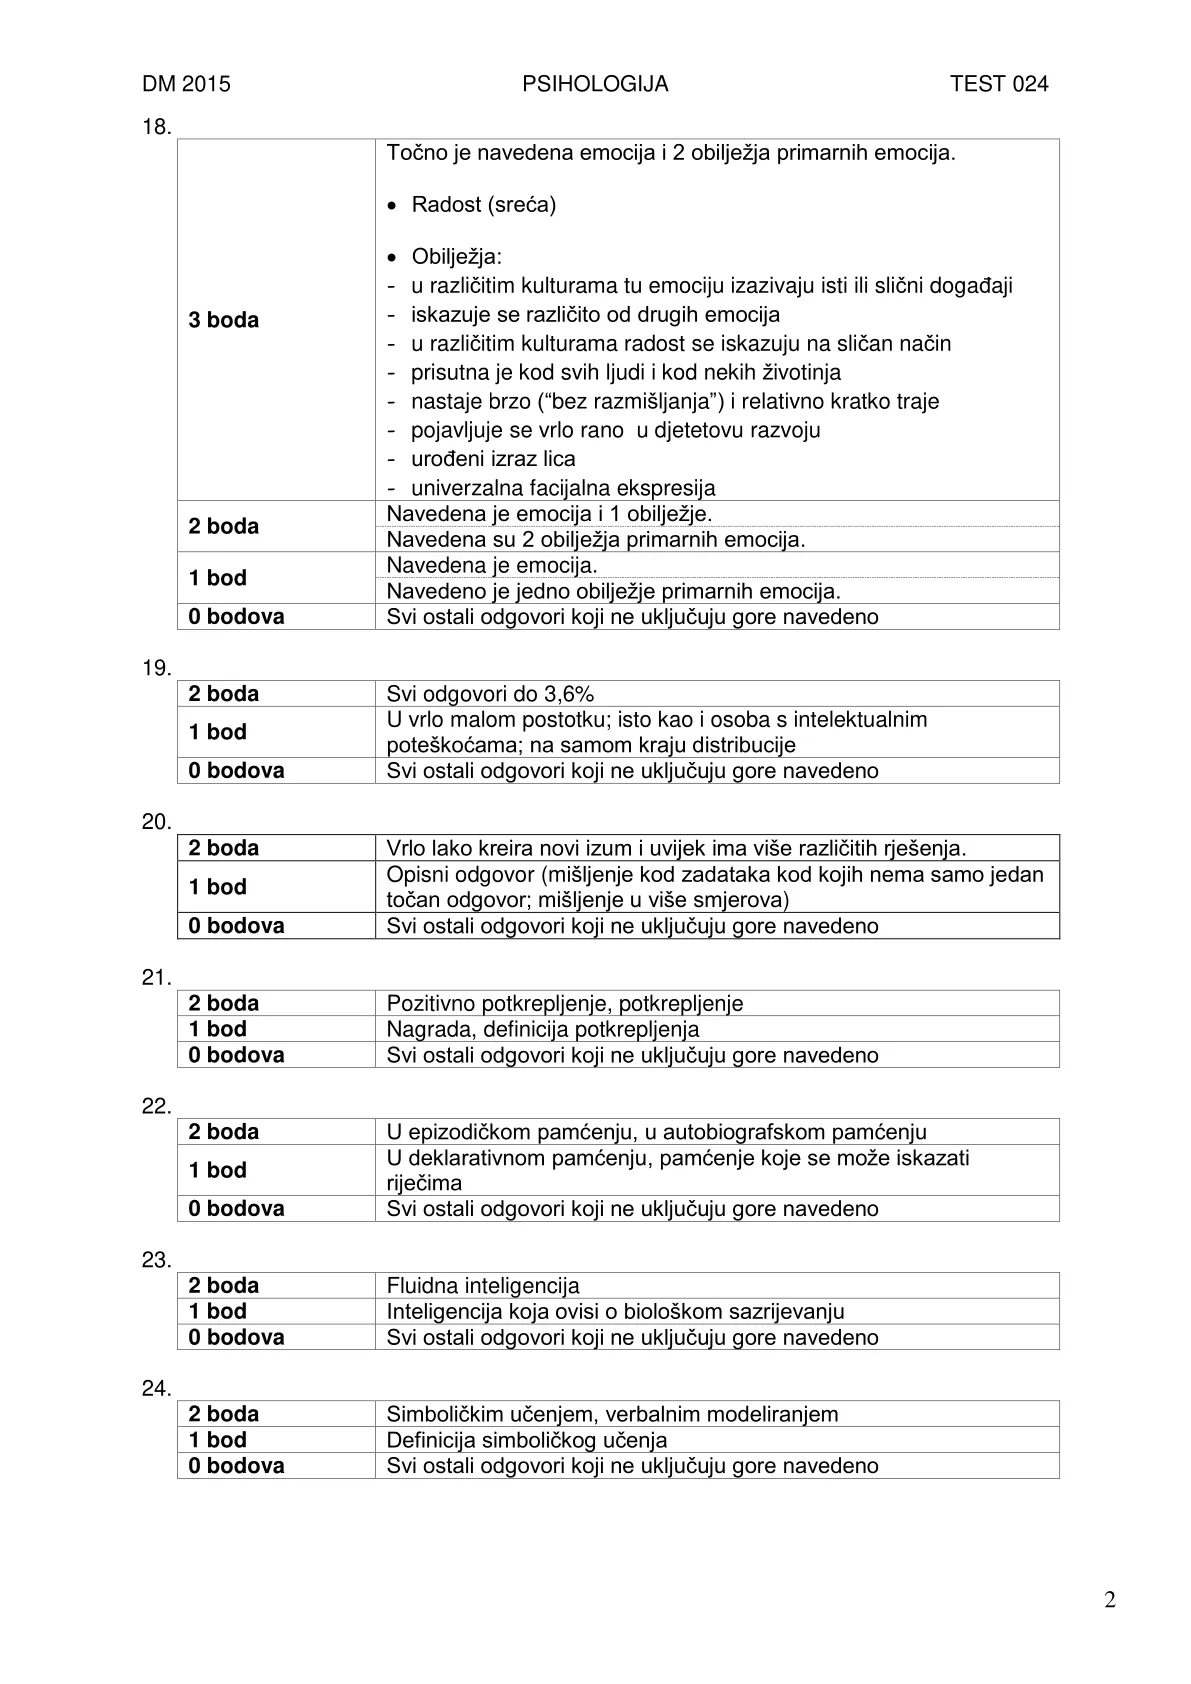 DM 2015 PSIHOLOGIJA TEST 024
18.
3 boda
Točno je navedena emocija i 2 obilježja primarnih emocija.
• Radost (sreća)
• Obilježja:
- u različitim kulturama tu emociju izazivaju isti ili slični događaji
- iskazuje se različito od drugih emocija
- u različitim kulturama radost se iskazuju na sličan način
- prisutna je kod svih ljudi i kod nekih životinja
- nastaje brzo (“bez razmišljanja”) i relativno kratko traje
- pojavljuje se vrlo rano u djetetovu razvoju
- urođeni izraz lica
- univerzalna facijalna ekspresija
2 boda
Navedena je emocija i 1 obilježje.
Navedena su 2 obilježja primarnih emocija.
1 bod
Navedena je emocija.
Navedeno je jedno obilježje primarnih emocija.
0 bodova Svi ostali odgovori koji ne uključuju gore navedeno
19.
2 boda Svi odgovori do 3,6%
1 bod
U vrlo malom postotku; isto kao i osoba s intelektualnim
poteškoćama; na samom kraju distribucije
0 bodova Svi ostali odgovori koji ne uključuju gore navedeno
20.
2 boda Vrlo lako kreira novi izum i uvijek ima više različitih rješenja.
1 bod
Opisni odgovor (mišljenje kod zadataka kod kojih nema samo jedan
točan odgovor; mišljenje u više smjerova)
0 bodova Svi ostali odgovori koji ne uključuju gore navedeno
21.
2 boda Pozitivno potkrepljenje, potkrepljenje
1 bod Nagrada, definicija potkrepljenja
0 bodova Svi ostali odgovori koji ne uključuju gore navedeno
22.
2 boda U epizodičkom pamćenju, u autobiografskom pamćenju
1 bod
U deklarativnom pamćenju, pamćenje koje se može iskazati
riječima
0 bodova Svi ostali odgovori koji ne uključuju gore navedeno
23.
2 boda Fluidna inteligencija
1 bod Inteligencija koja ovisi o biološkom sazrijevanju
0 bodova Svi ostali odgovori koji ne uključuju gore navedeno
24.
2 boda Simboličkim učenjem, verbalnim modeliranjem
1 bod Definicija simboličkog učenja
0 bodova Svi ostali odgovori koji ne uključuju gore navedeno
2